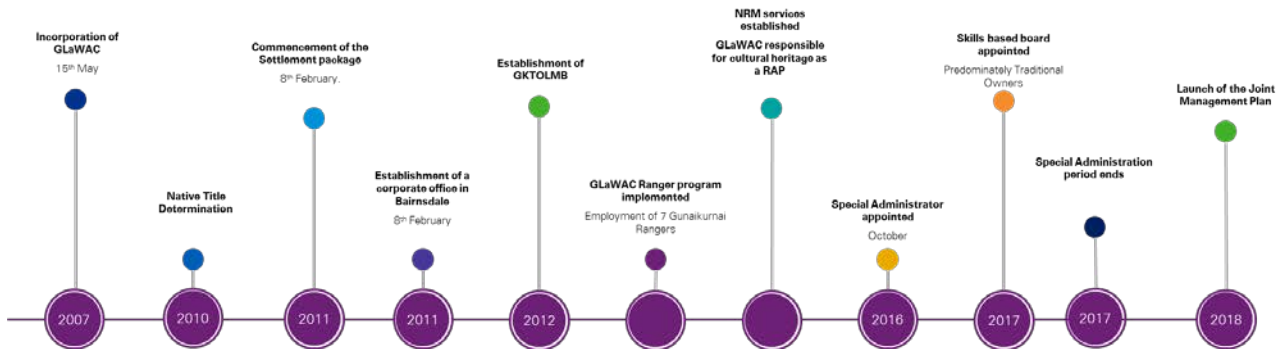 Incorporation of
GLaWAC
15th May
Native Title
Determination
Commencement of the
Settlement package
8th February.
Establishment of a
corporate office in
Bairnsdale
8th February
Establishment of
GKTOLMB
GLaWAC Ranger program
implemented
Employment of 7 Gunaikurnai
Rangers
NRM services
established
GLaWAC responsible
for cultural heritage as
a RAP
Special Administrator
appointed
October
Skills based board
appointed
Predominately Traditional
Owners
Special Administration
period ends
Launch of the Joint
Management Plan
2007
2010
2011
2011
2012
2016
2017
2017
2018